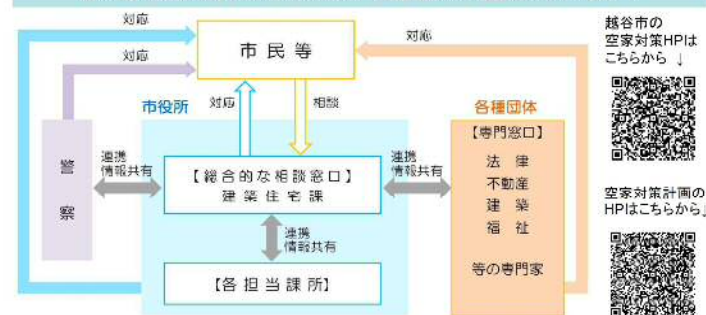 対応
対応
市民等
対応
越谷市の
空家対策HPは
こちらから ↓
市役所
対応
相談
各種団体
警察
連携
情報共有
【総合的な相談窓口】
建築住宅課
連携
情報共有
【専門窓口】
法律
不動産
建築
福祉
等の専門家
連携
情報共有
【各担当課所】
空家対策計画の
HPはこちらから↓